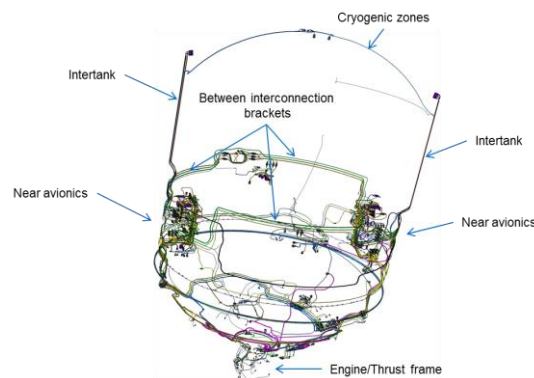 Cryogenic zones
Intertank
Between interconnection
brackets
Intertank
Near avionics
Near avionics
Engine/Thrust frame